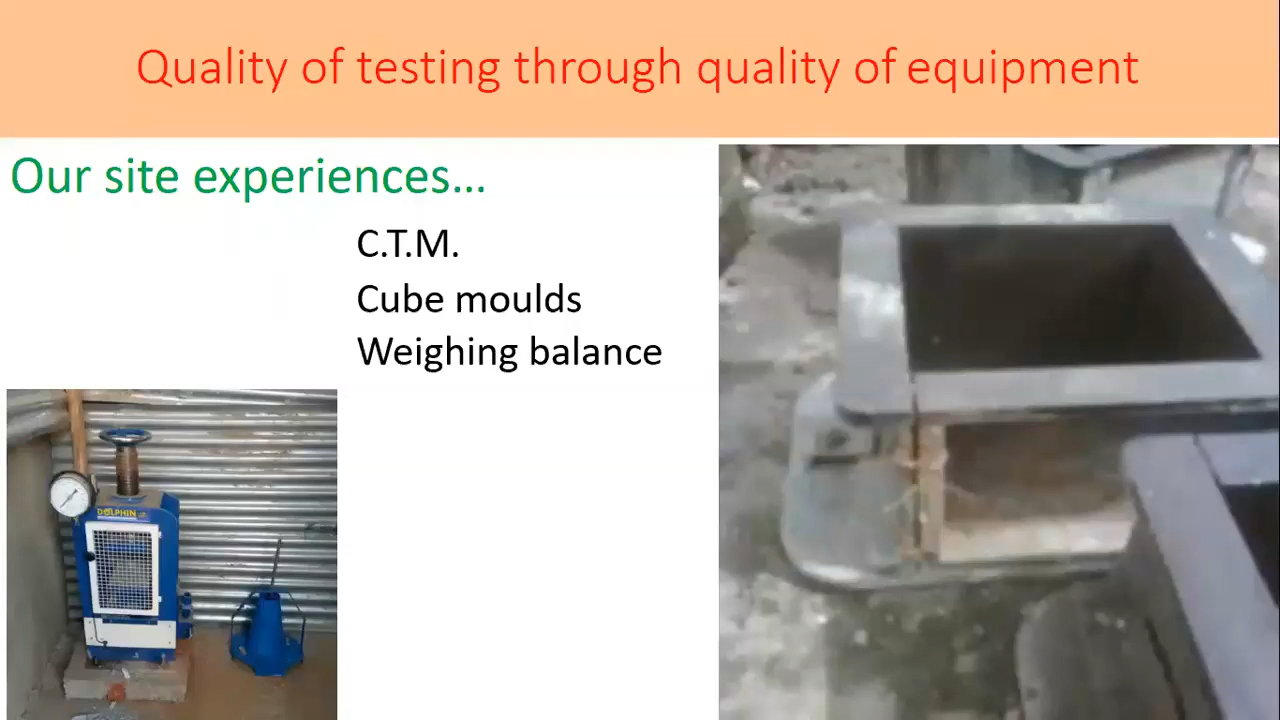 Quality of testing through quality of equipment
Our site experiences...
C.T.M.
Cube moulds
Weighing balance
DOLPHIN